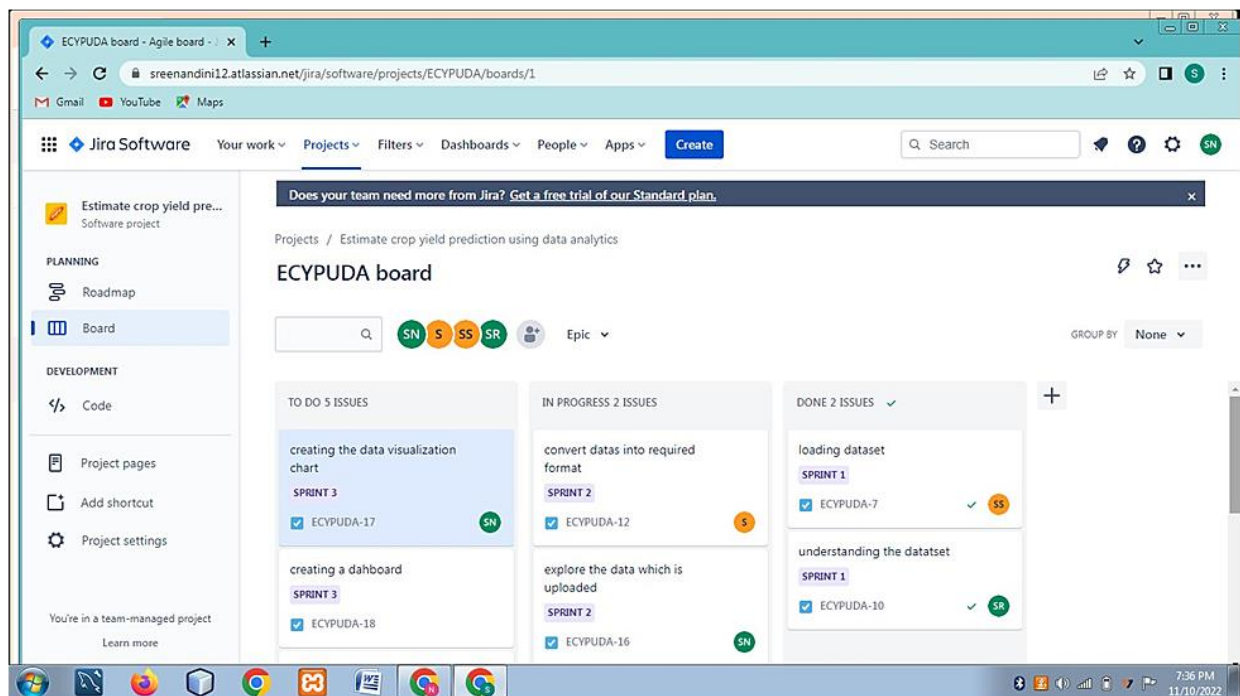 ECYPUDA board - Agile board -
sreenandini12.atlassian.net/jira/software/projects/ECYPUDA/boards/1
S
Gmail YouTube Maps
Jira Software Your work Projects Filters Dashboards People Apps Create Search SN
Does your team need more from Jira? Get a free trial of our Standard plan.
Estimate crop yield pre...
Software project
PLANNING
Roadmap
Board
DEVELOPMENT
Code
Project pages
Add shortcut
Project settings
You're in a team-managed project
Learn more
Projects / Estimate crop yield prediction using data analytics
ECYPUDA board
SN S SS SR Epic
GROUP BY None
TO DO 5 ISSUES
creating the data visualization
chart
SPRINT 3
ECYPUDA-17 SN
creating a dahboard
SPRINT 3
ECYPUDA-18
IN PROGRESS 2 ISSUES
convert datas into required
format
SPRINT 2
ECYPUDA-12 S
explore the data which is
uploaded
SPRINT 2
ECYPUDA-16 SN
DONE 2 ISSUES
loading dataset
SPRINT 1
ECYPUDA-7 SS
understanding the datatset
SPRINT 1
ECYPUDA-10 SR
7:36 PM
11/10/2022